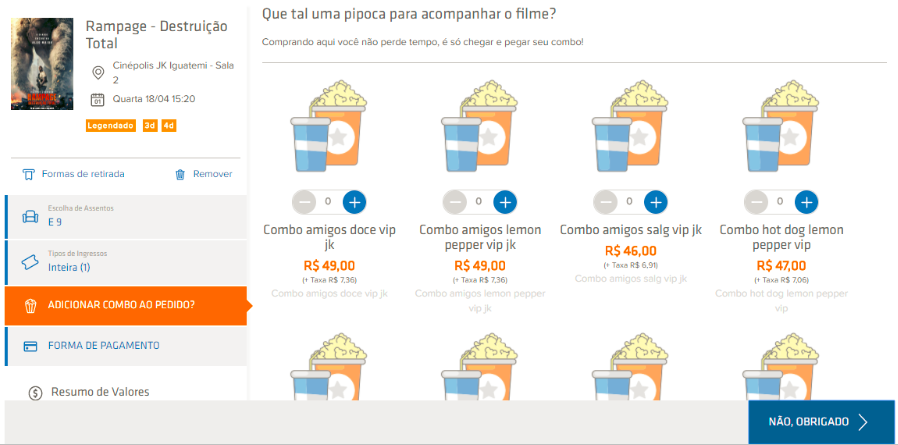 Rampage - Destruição
Total
Cinépolis JK Iguatemi - Sala
2
Quarta 18/04 15:20
Legendado 3d 4d
Formas de retirada
Remover
Escolha de Assentos
E 9
Tipos de Ingressos
Inteira (1)
ADICIONAR COMBO AO PEDIDO?
FORMA DE PAGAMENTO
Resumo de Valores
Que tal uma pipoca para acompanhar o filme?
Comprando aqui você não perde tempo, é só chegar e pegar seu combo!
0
Combo amigos doce vip
jk
R$ 49,00
(+ Taxa R$ 7,36)
Combo amigos doce vip jk
0
Combo amigos lemon
pepper vip jk
R$ 49,00
(+ Taxa R$ 7,36)
Combo amigos lemon pepper
vip jk
0
Combo amigos salg vip jk
R$ 46,00
(+ Taxa R$ 6,91)
Combo amigos salg vip jk
0
Combo hot dog lemon
pepper vip
R$ 47,00
(+ Taxa R$ 7,06)
Combo hot dog lemon pepper
vip
NÃO, OBRIGADO